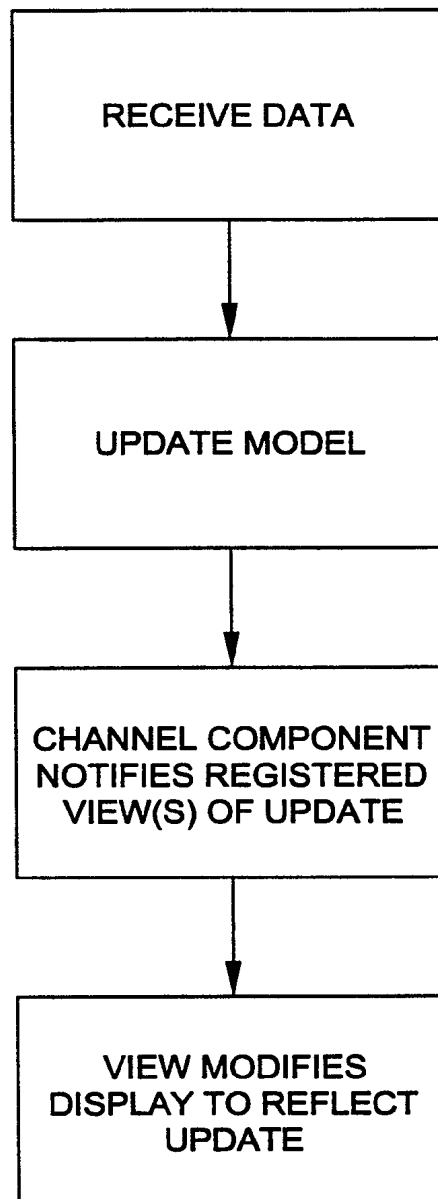 RECEIVE DATA
UPDATE MODEL
CHANNEL COMPONENT
NOTIFIES REGISTERED
VIEW(S) OF UPDATE
VIEW MODIFIES
DISPLAY TO REFLECT
UPDATE